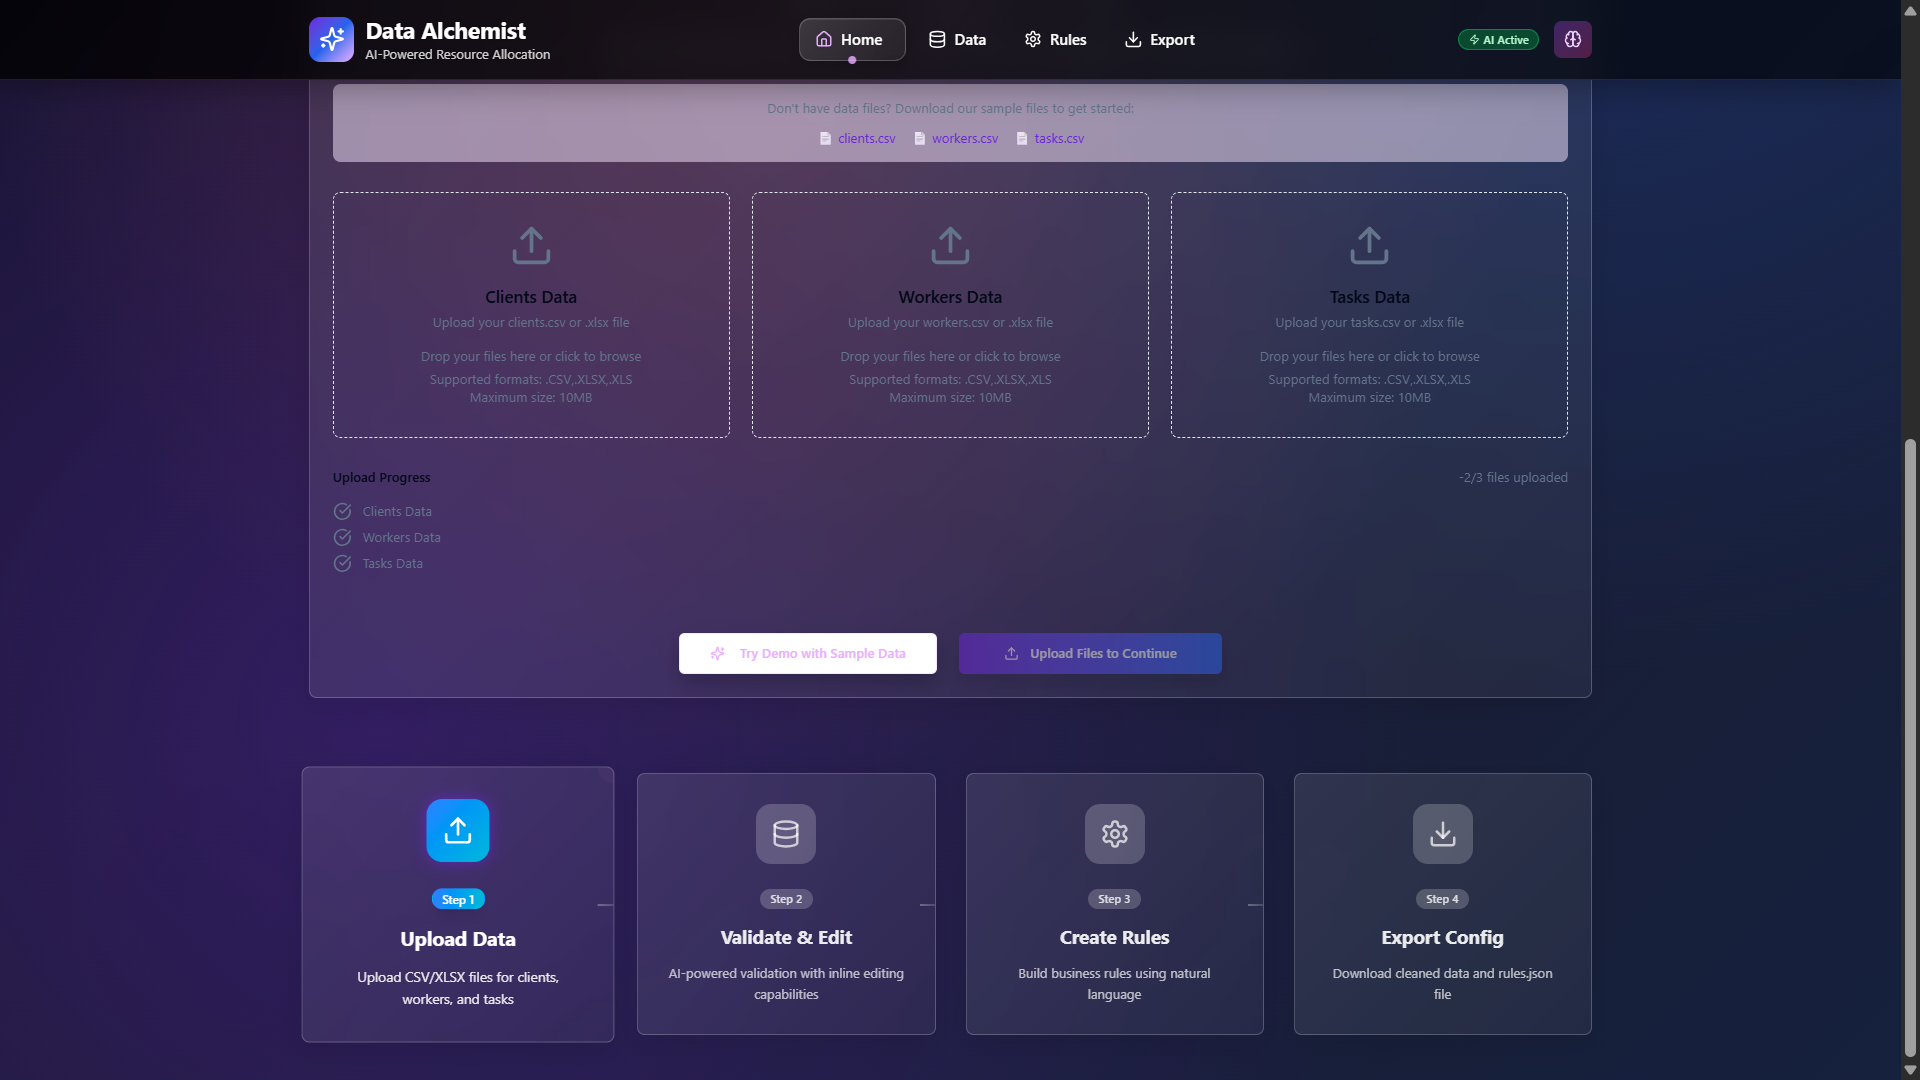 Data Alchemist
AI-Powered Resource Allocation
Home
Data
Rules
Export
AI Active
Don't have data files? Download our sample files to get started:
clients.csv
workers.csv
tasks.csv
Clients Data
Upload your clients.csv or .xlsx file
Drop your files here or click to browse
Supported formats: .CSV,.XLSX,.XLS
Maximum size: 10MB
Workers Data
Upload your workers.csv or .xlsx file
Drop your files here or click to browse
Supported formats: .CSV,.XLSX,.XLS
Maximum size: 10MB
Tasks Data
Upload your tasks.csv or .xlsx file
Drop your files here or click to browse
Supported formats: .CSV,.XLSX,.XLS
Maximum size: 10MB
Upload Progress
-2/3 files uploaded
Clients Data
Workers Data
Tasks Data
Try Demo with Sample Data
Upload Files to Continue
Step 1
Upload Data
Upload CSV/XLSX files for clients,
workers, and tasks
Step 2
Validate & Edit
AI-powered validation with inline editing
capabilities
Step 3
Create Rules
Build business rules using natural
language
Step 4
Export Config
Download cleaned data and rules.json
file